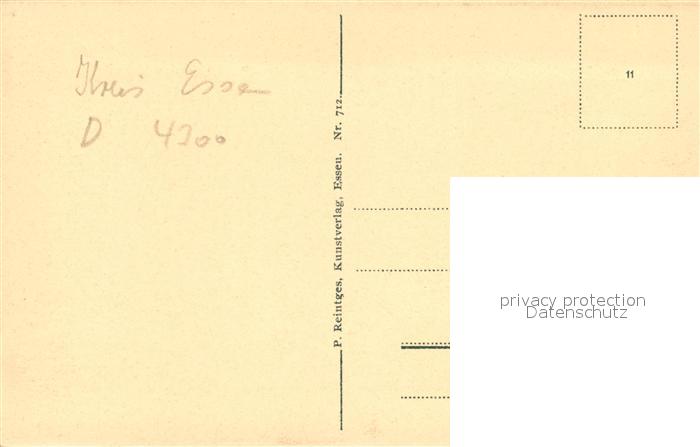 Kreis Essen
D 4300
P. Reintges, Kunstverlag, Essen. Nr. 712.
11
privacy protection
Datenschutz